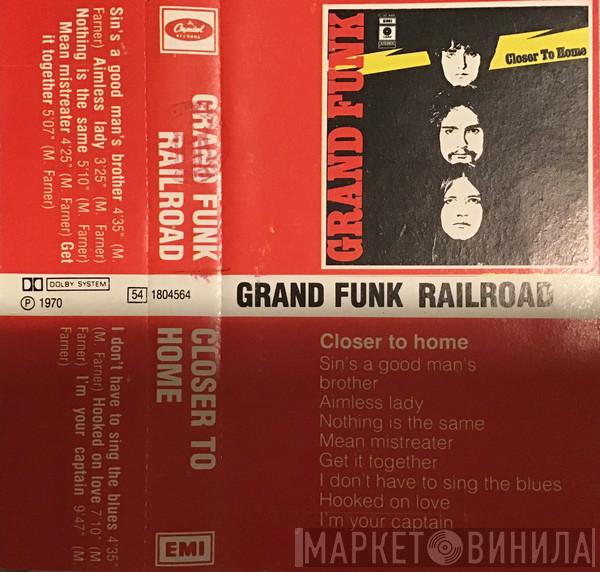 Sin's a good man's brother 4'35" (M.
Farner) Aimless lady 3'25" (M. Farner)
Nothing is the same 5'10" (M. Farner)
Mean mistreater 4'25" (M. Farner) Get
it together 5'07" (M. Farner)
DOLBY SYSTEM
℗ 1970
54 1804564
I don't have to sing the blues 4'35"
(M. Farner) Hooked on love 7'10" (M.
Farner) I'm your captain 9'47" (M.
Farner)
Capitol
RECORDS
GRAND FUNK
RAILROAD
CLOSER TO
HOME
EMI
GRAND FUNK
EMI
STEREO
Closer To Home
GRAND FUNK RAILROAD
Closer to home
Sin's a good man's
brother
Aimless lady
Nothing is the same
Mean mistreater
Get it together
I don't have to sing the blues
Hooked on love
I'm your captain
МАРКЕТ ВИНИЛА